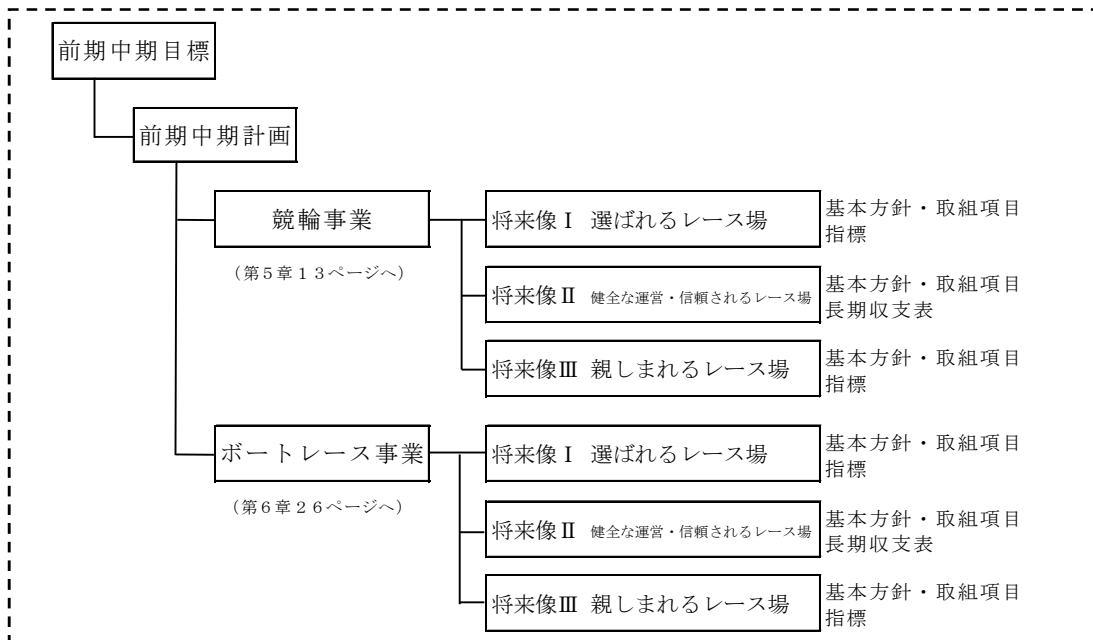 前期中期目標
前期中期計画
競輪事業
（第５章１３ページへ）
将来像Ⅰ 選ばれるレース場
基本方針・取組項目
指標
将来像Ⅱ 健全な運営・信頼されるレース場
基本方針・取組項目
長期収支表
将来像Ⅲ 親しまれるレース場
基本方針・取組項目
指標
ボートレース事業
（第６章２６ページへ）
将来像Ⅰ 選ばれるレース場
基本方針・取組項目
指標
将来像Ⅱ 健全な運営・信頼されるレース場
基本方針・取組項目
長期収支表
将来像Ⅲ 親しまれるレース場
基本方針・取組項目
指標